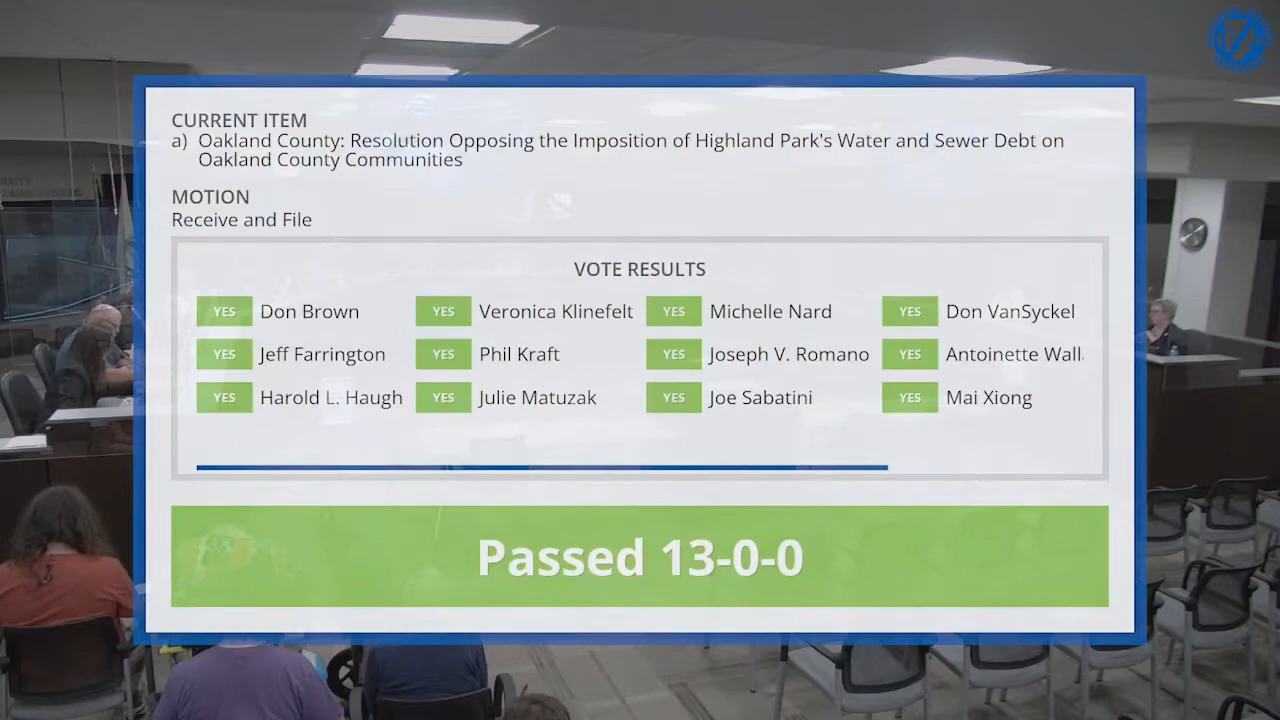 CURRENT ITEM
a) Oakland County: Resolution Opposing the Imposition of Highland Park's Water and Sewer Debt on
Oakland County Communities
MOTION
Receive and File
VOTE RESULTS
YES Don Brown YES Veronica Klinefelt YES Michelle Nard YES Don VanSyckel
YES Jeff Farrington YES Phil Kraft YES Joseph V. Romano YES Antoinette Wall
YES Harold L. Haugh YES Julie Matuzak YES Joe Sabatini YES Mai Xiong
Passed 13-0-0